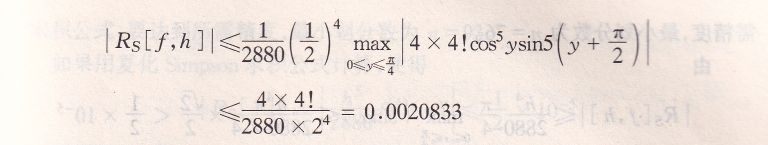 |R_S[f,h]| ≤ 1/2880 (1/2)^4 max_{0≤y≤π/4} |4 × 4!cos^5 y sin5(y + π/2)|
≤ 4 × 4!/(2880 × 2^4) = 0.0020833